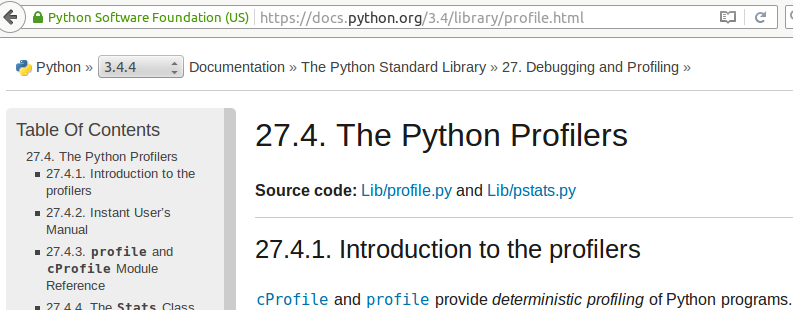 Python Software Foundation (US) https://docs.python.org/3.4/library/profile.html
Python » 3.4.4 Documentation » The Python Standard Library » 27. Debugging and Profiling »
Table Of Contents
27.4. The Python Profilers
27.4.1. Introduction to the
profilers
27.4.2. Instant User's
Manual
27.4.3. profile and
cProfile Module
Reference
27.4.4. The Stats Class
27.4. The Python Profilers
Source code: Lib/profile.py and Lib/pstats.py
27.4.1. Introduction to the profilers
cProfile and profile provide deterministic profiling of Python programs.